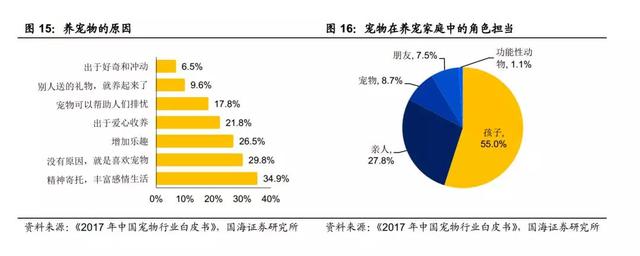 图 15：养宠物的原因
出于好奇和冲动
6.5%
别人送的礼物，就养起来了
9.6%
宠物可以帮助人们排忧
17.8%
出于爱心收养
21.8%
增加乐趣
26.5%
没有原因，就是喜欢宠物
29.8%
精神寄托，丰富感情生活
34.9%
0% 10% 20% 30% 40%
资料来源：《2017 年中国宠物行业白皮书》，国海证券研究所
图 16：宠物在养宠家庭中的角色担当
朋友, 7.5%
功能性动
物, 1.1%
宠物, 8.7%
孩子,
55.0%
亲人,
27.8%
资料来源：《2017 年中国宠物行业白皮书》，国海证券研究所